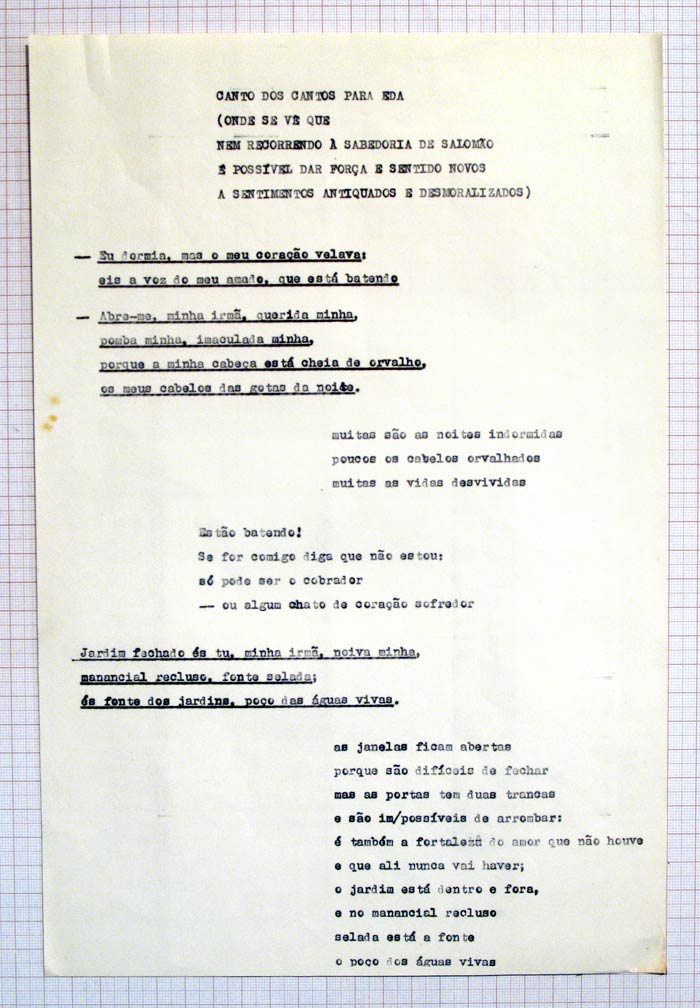 CANTO DOS CANTOS PARA EDA
(ONDE SE VÊ QUE
NEM RECORRENDO À SABEDORIA DE SALOMÃO
É POSSÍVEL DAR FORÇA E SENTIDO NOVOS
A SENTIMENTOS ANTIQUADOS E DESMORALIZADOS)
— Eu dormia, mas o meu coração velava;
eis a voz do meu amado, que está batendo
— Abre-me, minha irmã, querida minha,
pomba minha, imaculada minha,
porque a minha cabeça está cheia de orvalho,
os meus cabelos das gotas da noite.
muitas são as noites indormidas
poucos os cabelos orvalhados
muitas as vidas desvividas
Estão batendo!
Se for comigo diga que não estou:
só pode ser o cobrador
—— ou algum chato de coração sofredor
Jardim fechado és tu, minha irmã, noiva minha,
manancial recluso, fonte selada;
és fonte dos jardins, poço das águas vivas.
as janelas ficam abertas
porque são difíceis de fechar
mas as portas tem duas trancas
e são im/possíveis de arrombar:
é também a fortaleza do amor que não houve
e que ali nunca vai haver;
o jardim está dentro e fora,
e no manancial recluso
selada está a fonte
o poço dos águas vivas